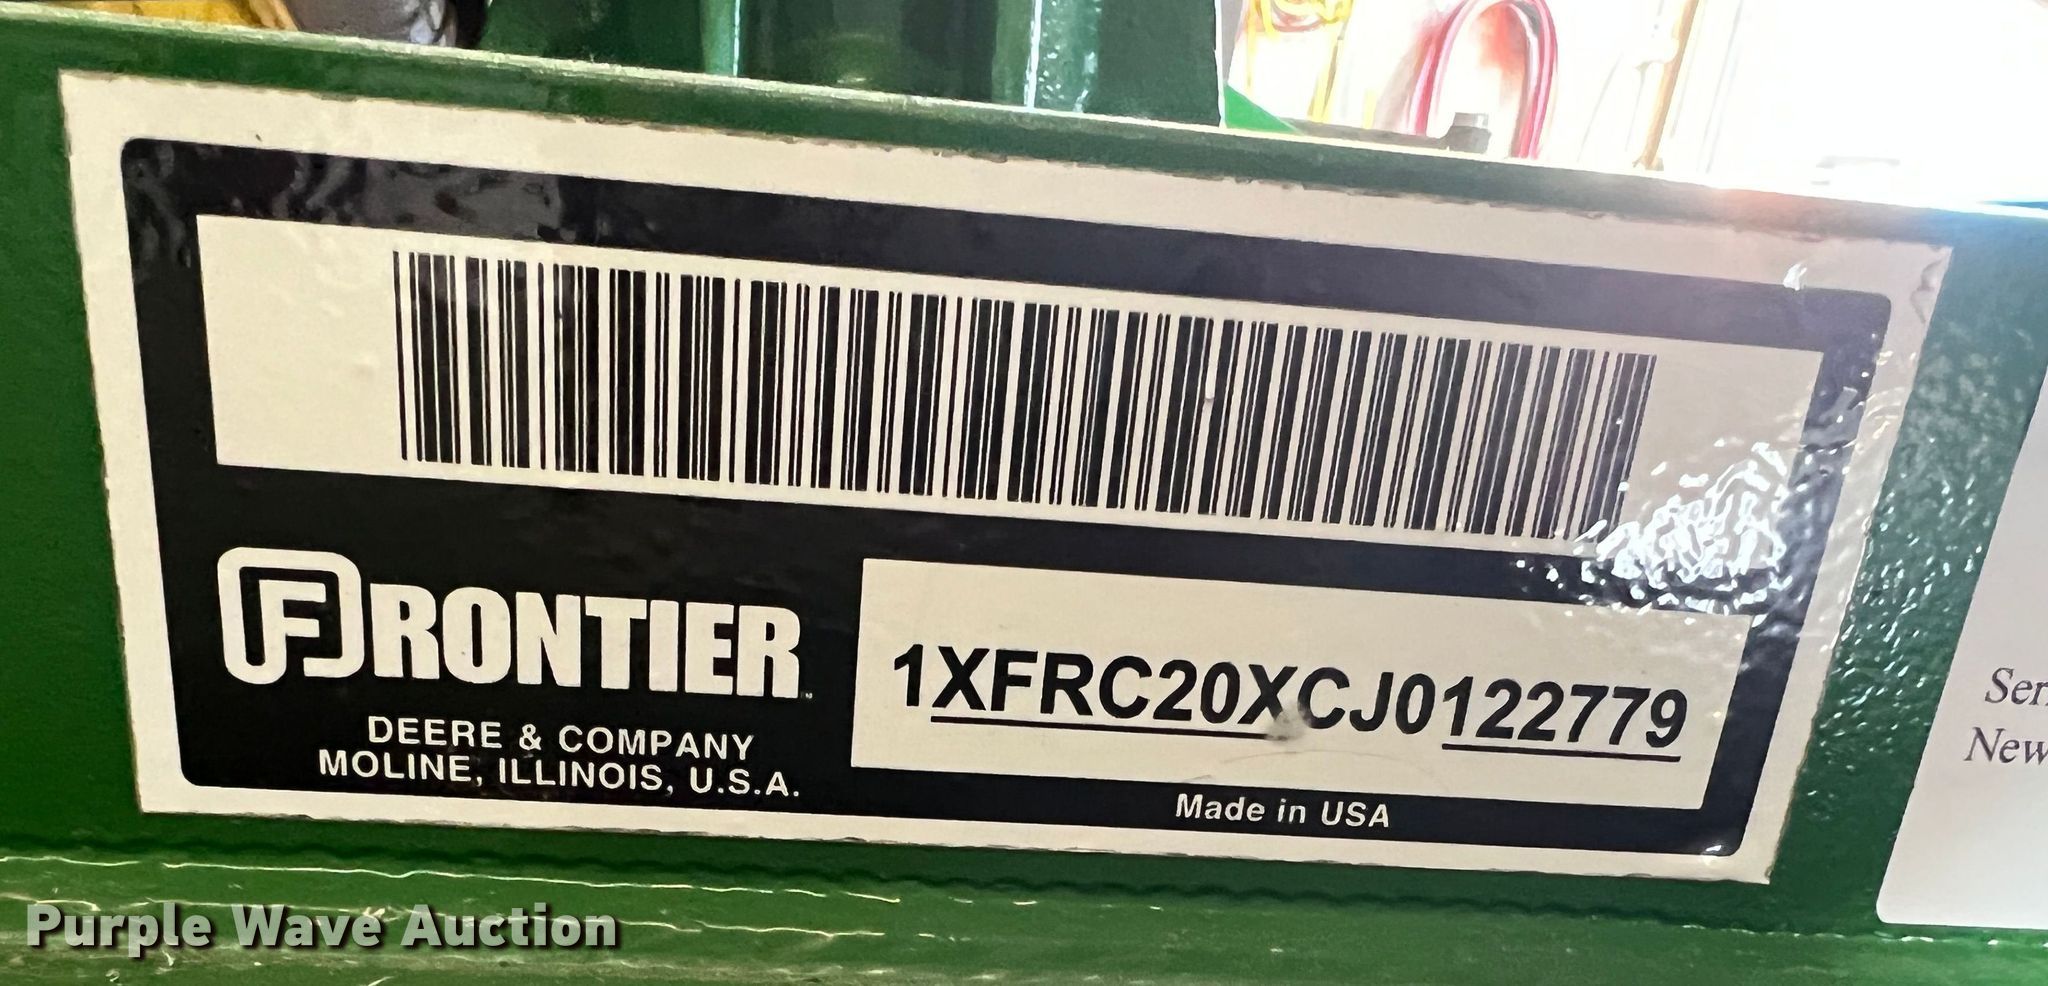 FRONTIER
DEERE & COMPANY
MOLINE, ILLINOIS, U.S.A.
1XFRC20XCJ0122779
Made in USA
Ser
New
Purple Wave Auction